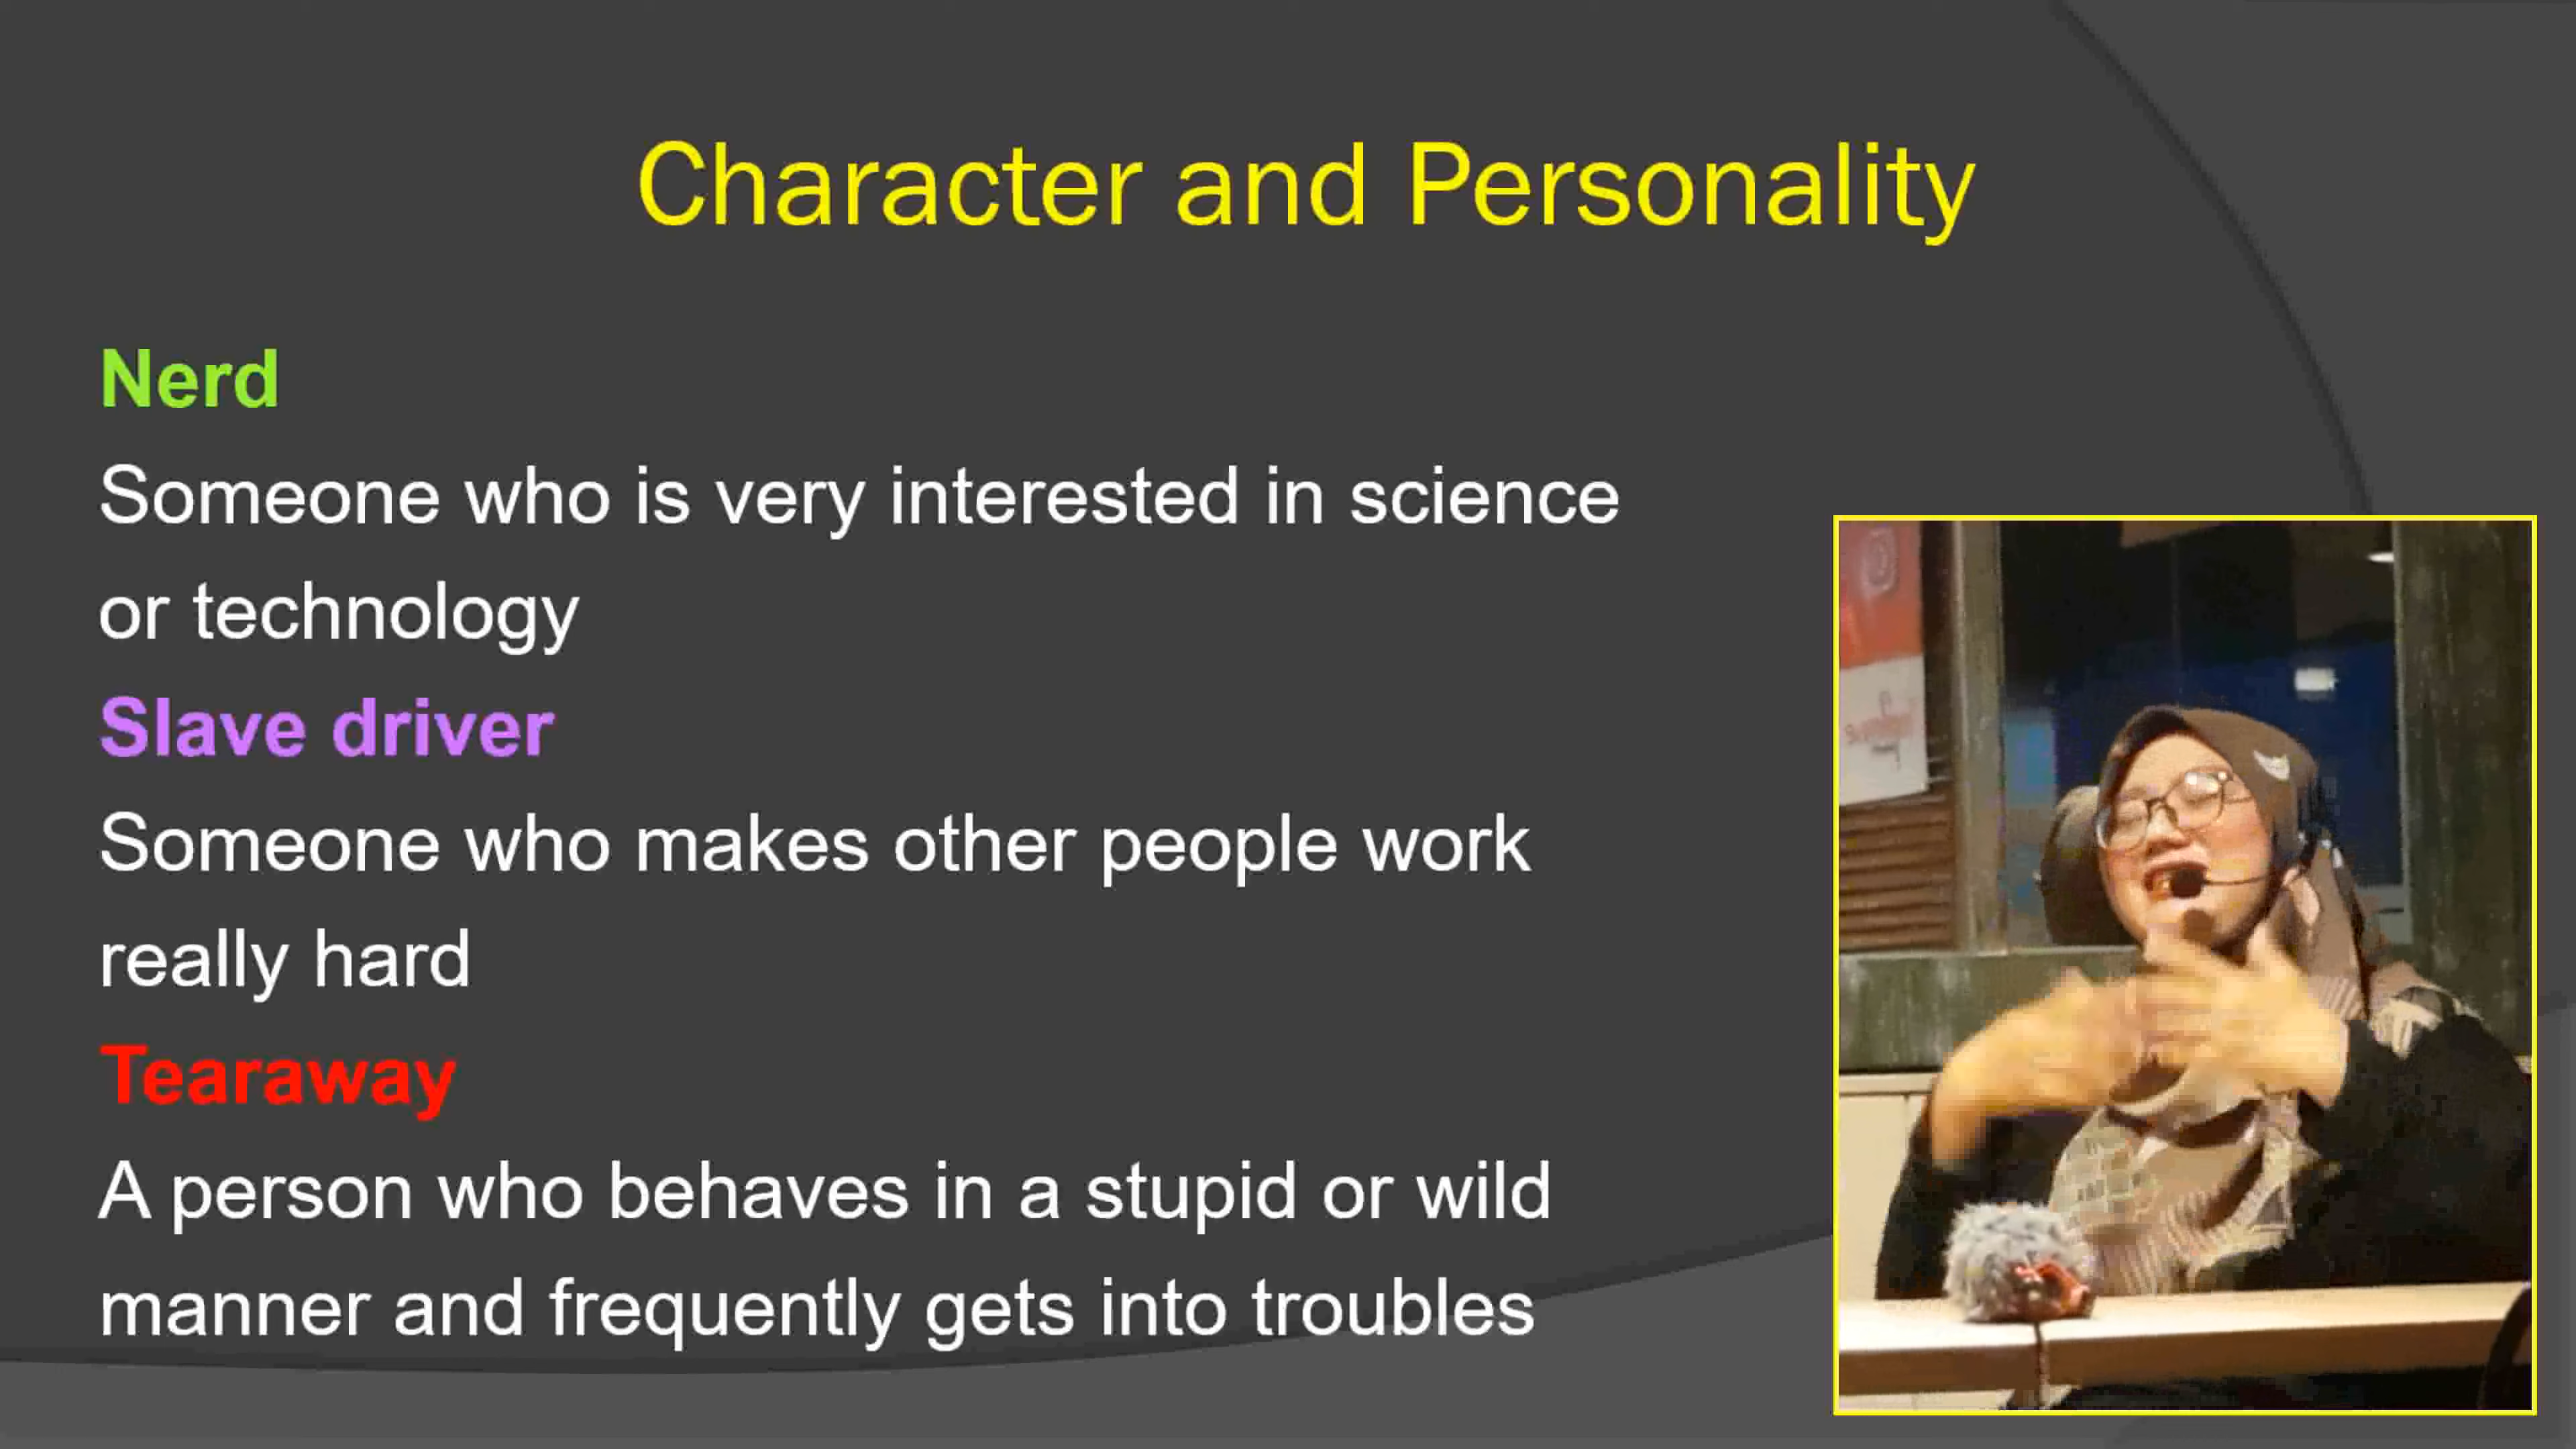 Character and Personality
Nerd
Someone who is very interested in science
or technology
Slave driver
Someone who makes other people work
really hard
Tearaway
A person who behaves in a stupid or wild
manner and frequently gets into troubles